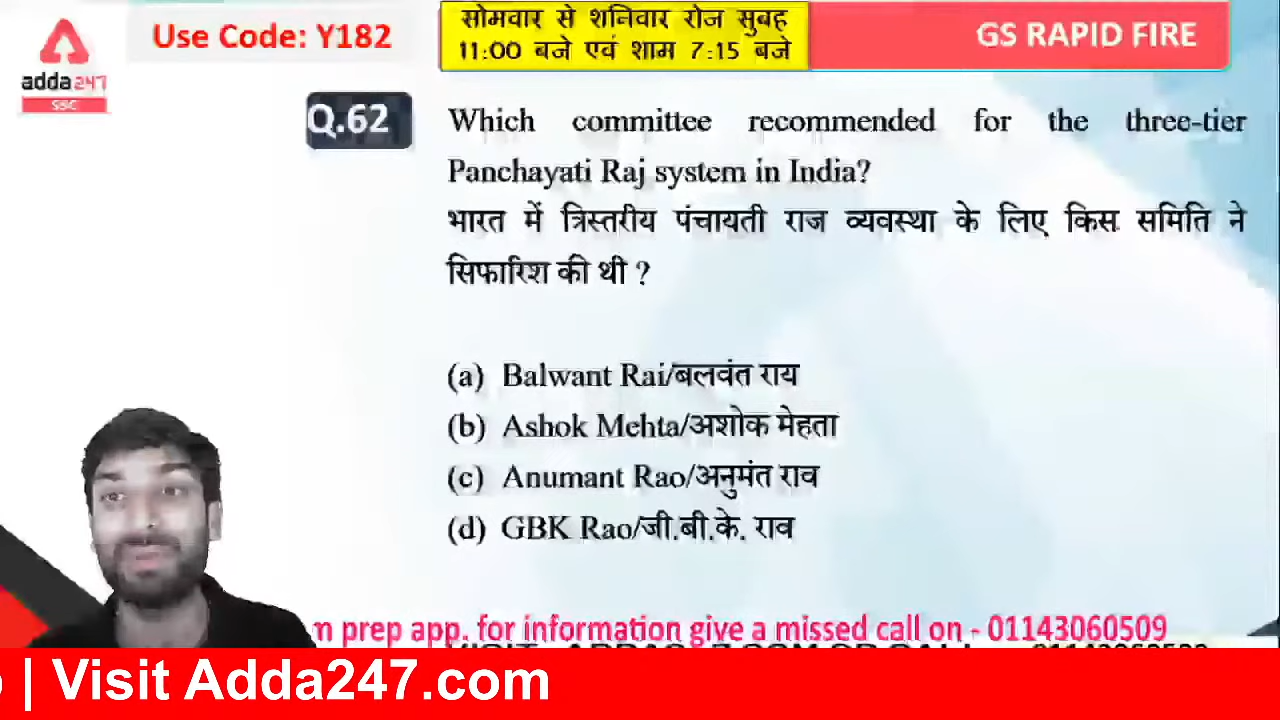 Use Code: Y182
सोमवार से शनिवार रोज सुबह
11:00 बजे एवं शाम 7:15 बजे
GS RAPID FIRE
adda247
SSC
Q.62
Which committee recommended for the three-tier
Panchayati Raj system in India?
भारत में त्रिस्तरीय पंचायती राज व्यवस्था के लिए किस समिति ने
सिफारिश की थी ?
(a) Balwant Rai/बलवंत राय
(b) Ashok Mehta/अशोक मेहता
(c) Anumant Rao/अनुमंत राव
(d) GBK Rao/जी.बी.के. राव
m prep app. for information give a missed call on - 01143060509
| Visit Adda247.com